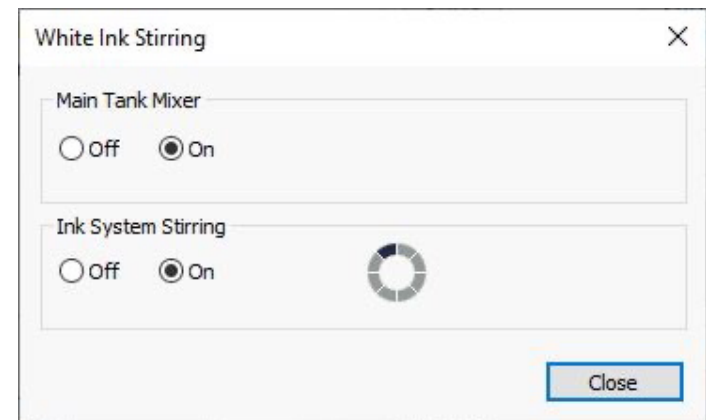 White Ink Stirring
Main Tank Mixer
Off On
Ink System Stirring
Off On
Close